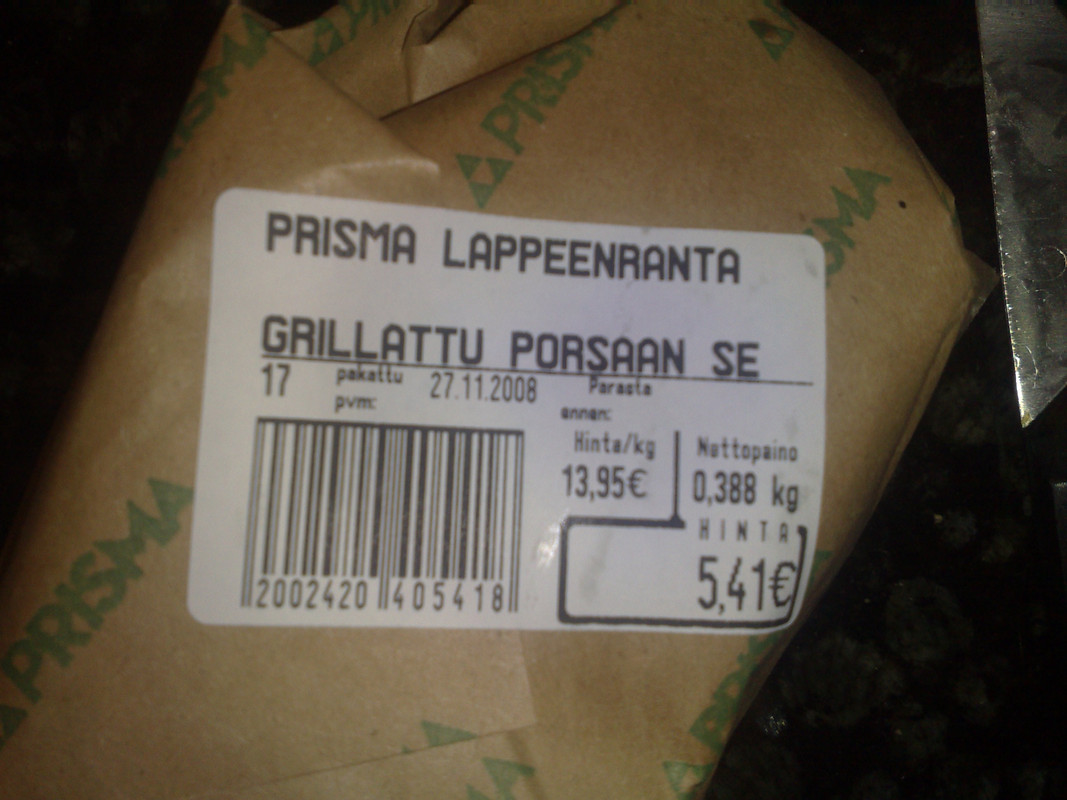 PRISMA
PRISMA
PRISMA
PRISMA LAPPEENRANTA
GRILLATTU PORSAAN SE
17 pakattu 27.11.2008 Parasta
pvm: ennen:
Hinta/kg Nettopaino
13,95€ 0,388 kg
HINTA
5,41€
2002420 405418
PRISMA